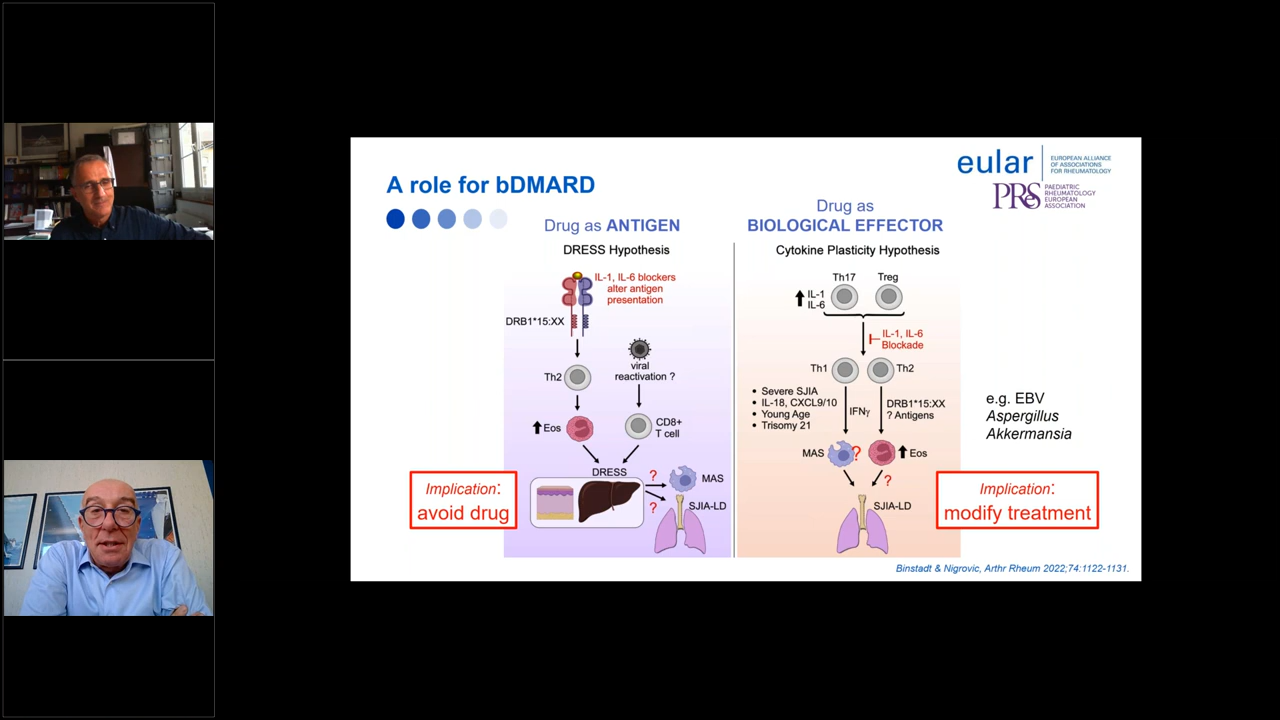 A role for bDMARD
eular
EUROPEAN ALLIANCE
OF ASSOCIATIONS
FOR RHEUMATOLOGY
PReS
PAEDIATRIC
RHEUMATOLOGY
EUROPEAN
ASSOCIATION
Drug as ANTIGEN
DRESS Hypothesis
IL-1, IL-6 blockers
alter antigen
presentation
DRB1*15:XX
Th2
viral
reactivation ?
Eos
CD8+
T cell
DRESS
?
MAS
?
SJIA-LD
Implication:
avoid drug
Drug as
BIOLOGICAL EFFECTOR
Cytokine Plasticity Hypothesis
Th17
Treg
IL-1
IL-6
IL-1, IL-6
Blockade
Th1
Th2
• Severe SJIA
• IL-18, CXCL9/10
• Young Age
• Trisomy 21
IFNγ
DRB1*15:XX
? Antigens
MAS
?
Eos
?
SJIA-LD
e.g. EBV
Aspergillus
Akkermansia
Implication:
modify treatment
Binstadt & Nigrovic, Arthr Rheum 2022;74:1122-1131.